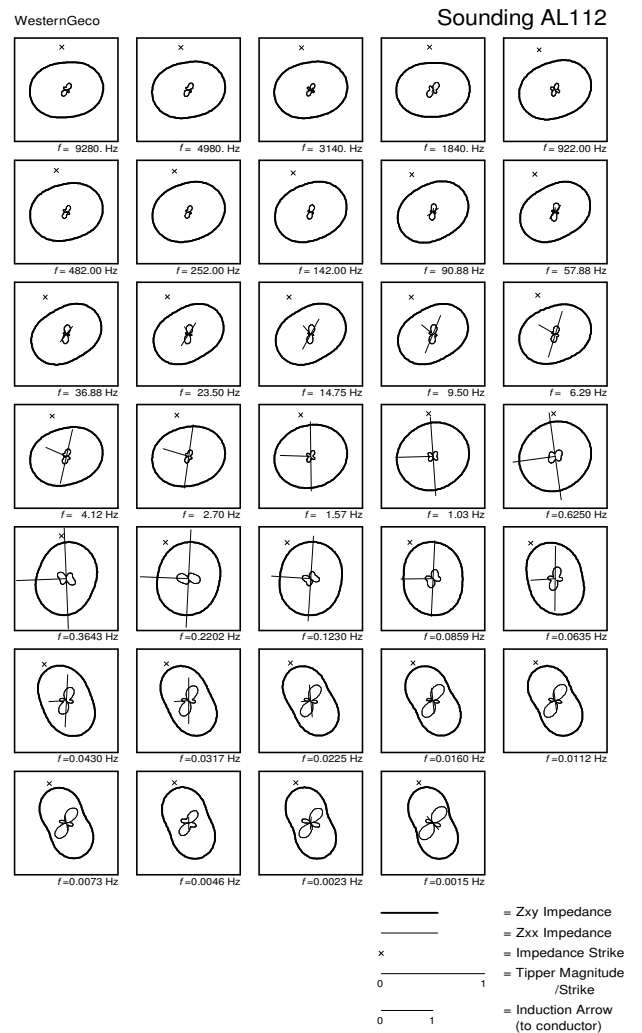 WesternGeco
Sounding AL112
f = 9280. Hz
f = 4980. Hz
f = 3140. Hz
f = 1840. Hz
f = 922.00 Hz
f = 482.00 Hz
f = 252.00 Hz
f = 142.00 Hz
f = 90.88 Hz
f = 57.88 Hz
f = 36.88 Hz
f = 23.50 Hz
f = 14.75 Hz
f = 9.50 Hz
f = 6.29 Hz
f = 4.12 Hz
f = 2.70 Hz
f = 1.57 Hz
f = 1.03 Hz
f =0.6250 Hz
f =0.3643 Hz
f =0.2202 Hz
f =0.1230 Hz
f =0.0859 Hz
f =0.0635 Hz
f =0.0430 Hz
f =0.0317 Hz
f =0.0225 Hz
f =0.0160 Hz
f =0.0112 Hz
f =0.0073 Hz
f =0.0046 Hz
f =0.0023 Hz
f =0.0015 Hz
= Zxy Impedance
= Zxx Impedance
× = Impedance Strike
= Tipper Magnitude
0 1 /Strike
= Induction Arrow
0 1 (to conductor)